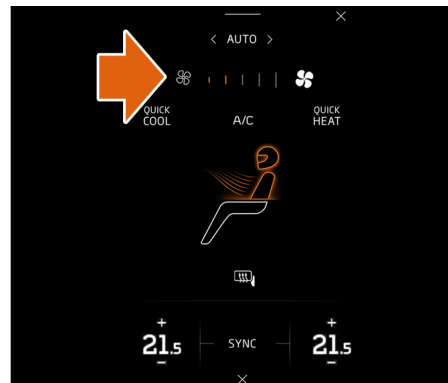 < AUTO >
QUICK
COOL
A/C
QUICK
HEAT
+
21.5
−
SYNC
+
21.5
−